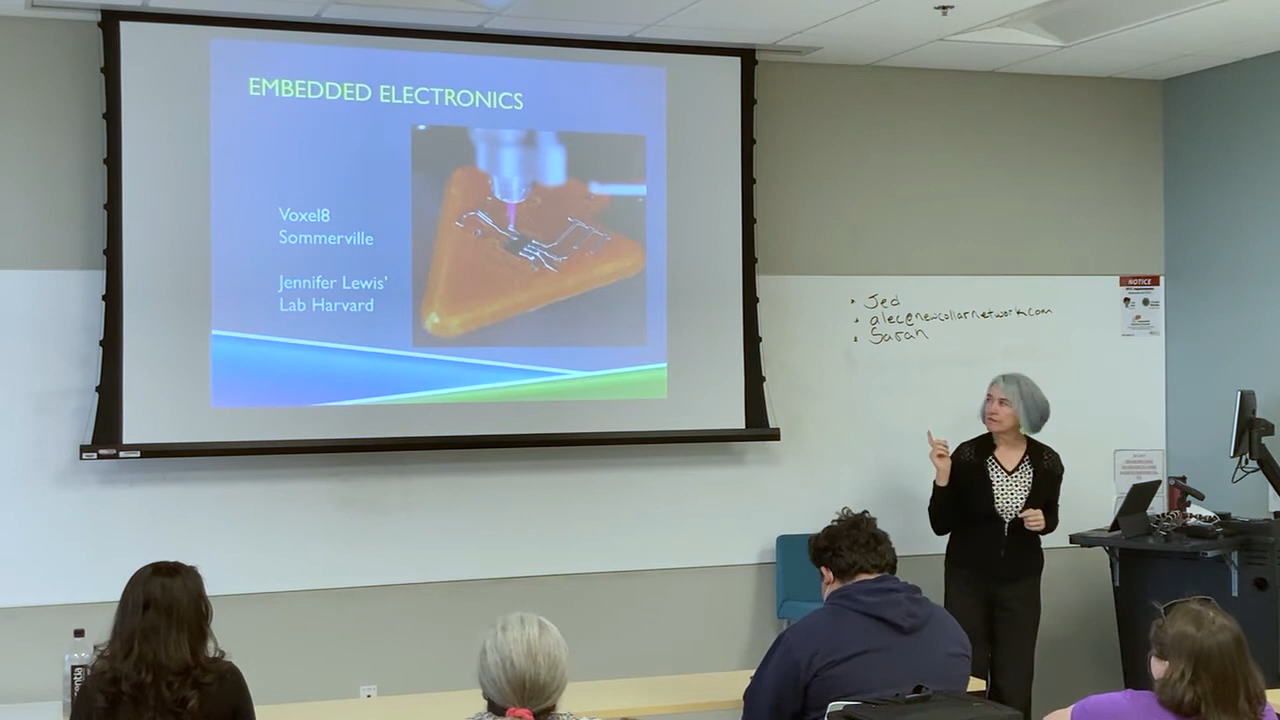 EMBEDDED ELECTRONICS
Voxel8
Sommerville
Jennifer Lewis'
Lab Harvard
Jed
alec@newcollarnetwork.com
Sarah
NOTICE